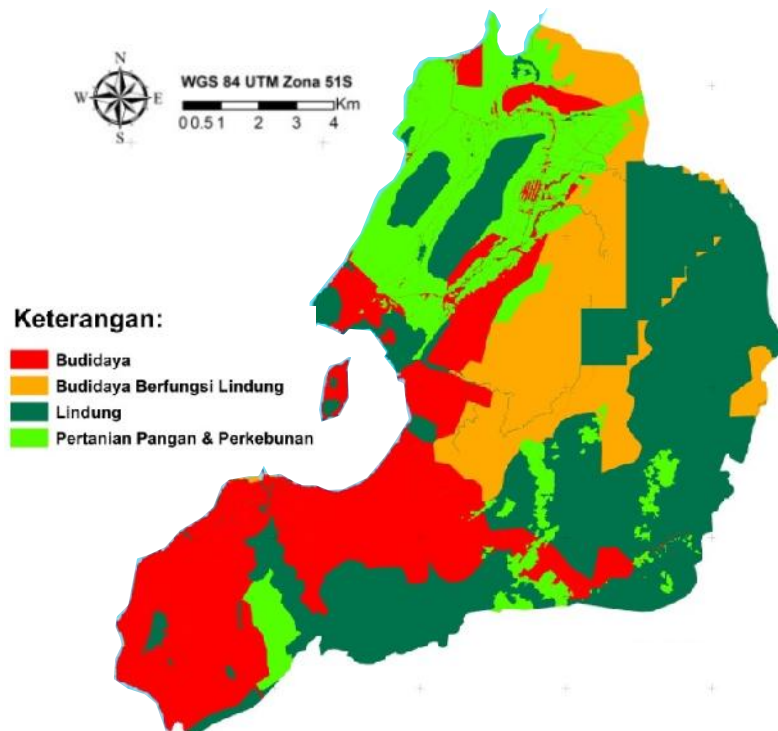 N
W E
S
WGS 84 UTM Zona 51S
Km
0 0.5 1 2 3 4
Keterangan:
Budidaya
Budidaya Berfungsi Lindung
Lindung
Pertanian Pangan & Perkebunan